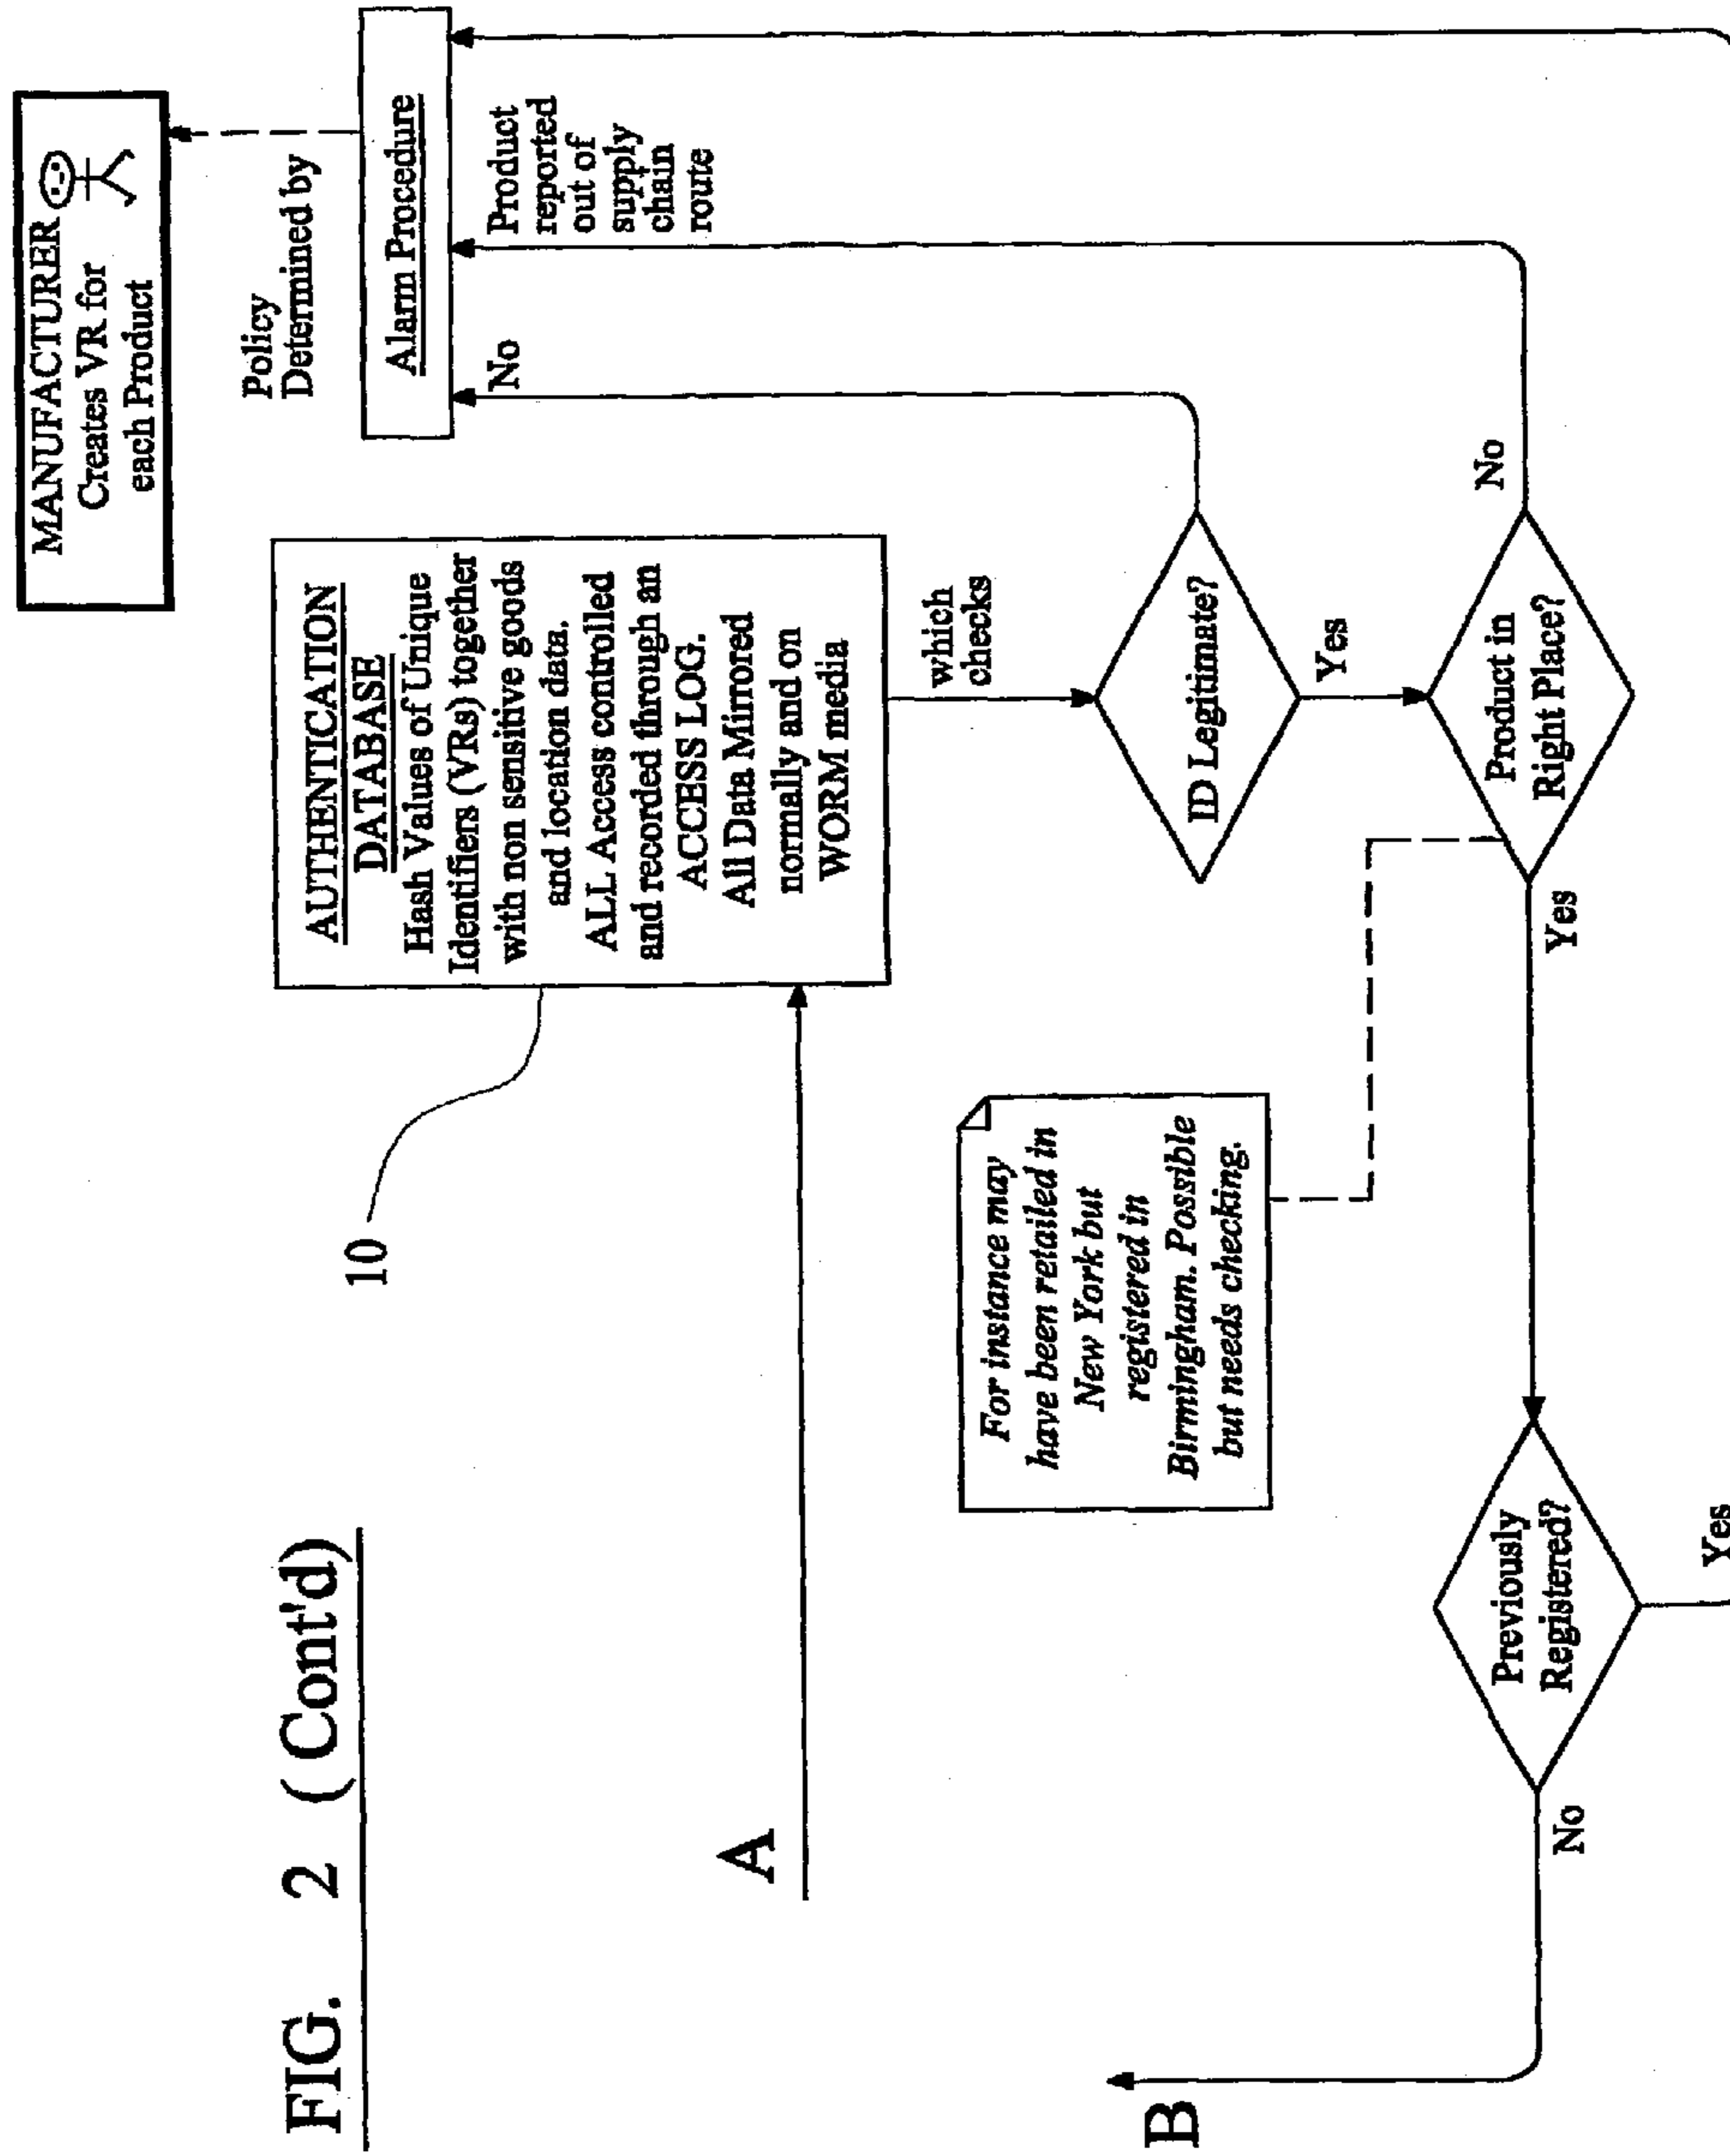 FIG. 2 (Cont'd)
MANUFACTURER
Creates VR for
each Product
Policy
Determined by
Alarm Procedure
10
AUTHENTICATION
DATABASE
Hash Values of Unique
Identifiers (VRs) together
with non sensitive goods
and location data.
ALL Access controlled
and recorded through an
ACCESS LOG.
All Data Mirrored
normally and on
WORM media
No
Product
reported
out of
supply
chain
route
A
which
checks
For instance may
have been retailed in
New York but
registered in
Birmingham. Possible
but needs checking.
ID Legitimate?
Yes
B
Previously
Registered?
No
Yes
Yes
Product in
Right Place?
No